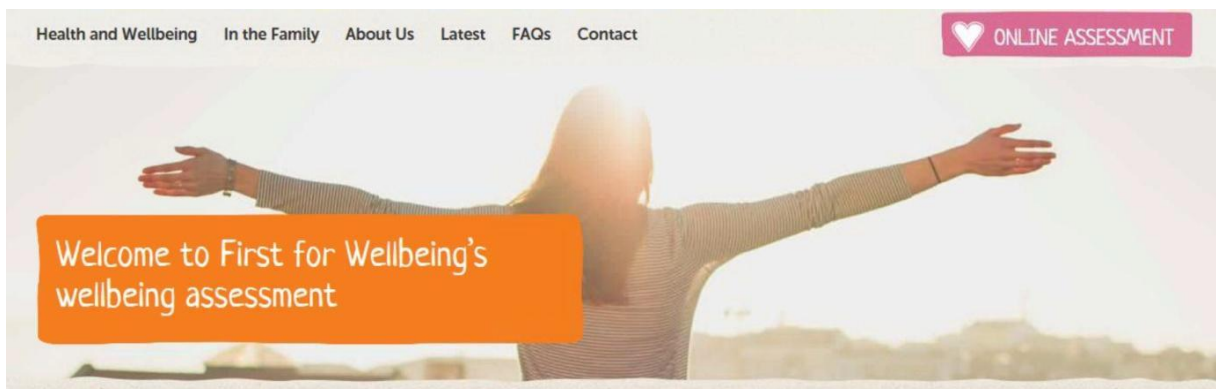 Health and Wellbeing In the Family About Us Latest FAQs Contact
ONLINE ASSESSMENT
Welcome to First for Wellbeing's
wellbeing assessment